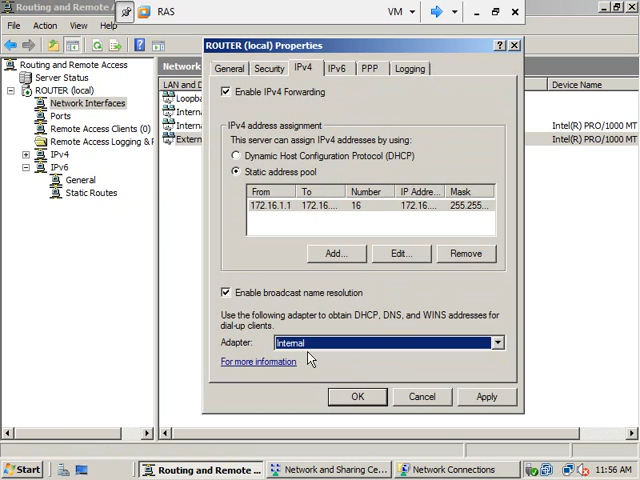 Routing and Remote A
RAS
VM
File Action View Help
Routing and Remote Access
Server Status
ROUTER (local)
Network Interfaces
Ports
Remote Access Clients (0)
Remote Access Logging & F
IPv4
IPv6
General
Static Routes
Netwo
LAN and D
Loopba
Interna
Interna
Extern
Device Name
Intel(R) PRO/1000 MT
Intel(R) PRO/1000 MT
ROUTER (local) Properties
General Security IPv4 IPv6 PPP Logging
Enable IPv4 Forwarding
IPv4 address assignment
This server can assign IPv4 addresses by using:
Dynamic Host Configuration Protocol (DHCP)
Static address pool
From To Number IP Addre... Mask
172.16.1.1 172.16.... 16 172.16.... 255.255...
Add... Edit... Remove
Enable broadcast name resolution
Use the following adapter to obtain DHCP, DNS, and WINS addresses for
dial-up clients.
Adapter: Internal
For more information
OK Cancel Apply
Start Routing and Remote ... Network and Sharing Ce... Network Connections 11:56 AM